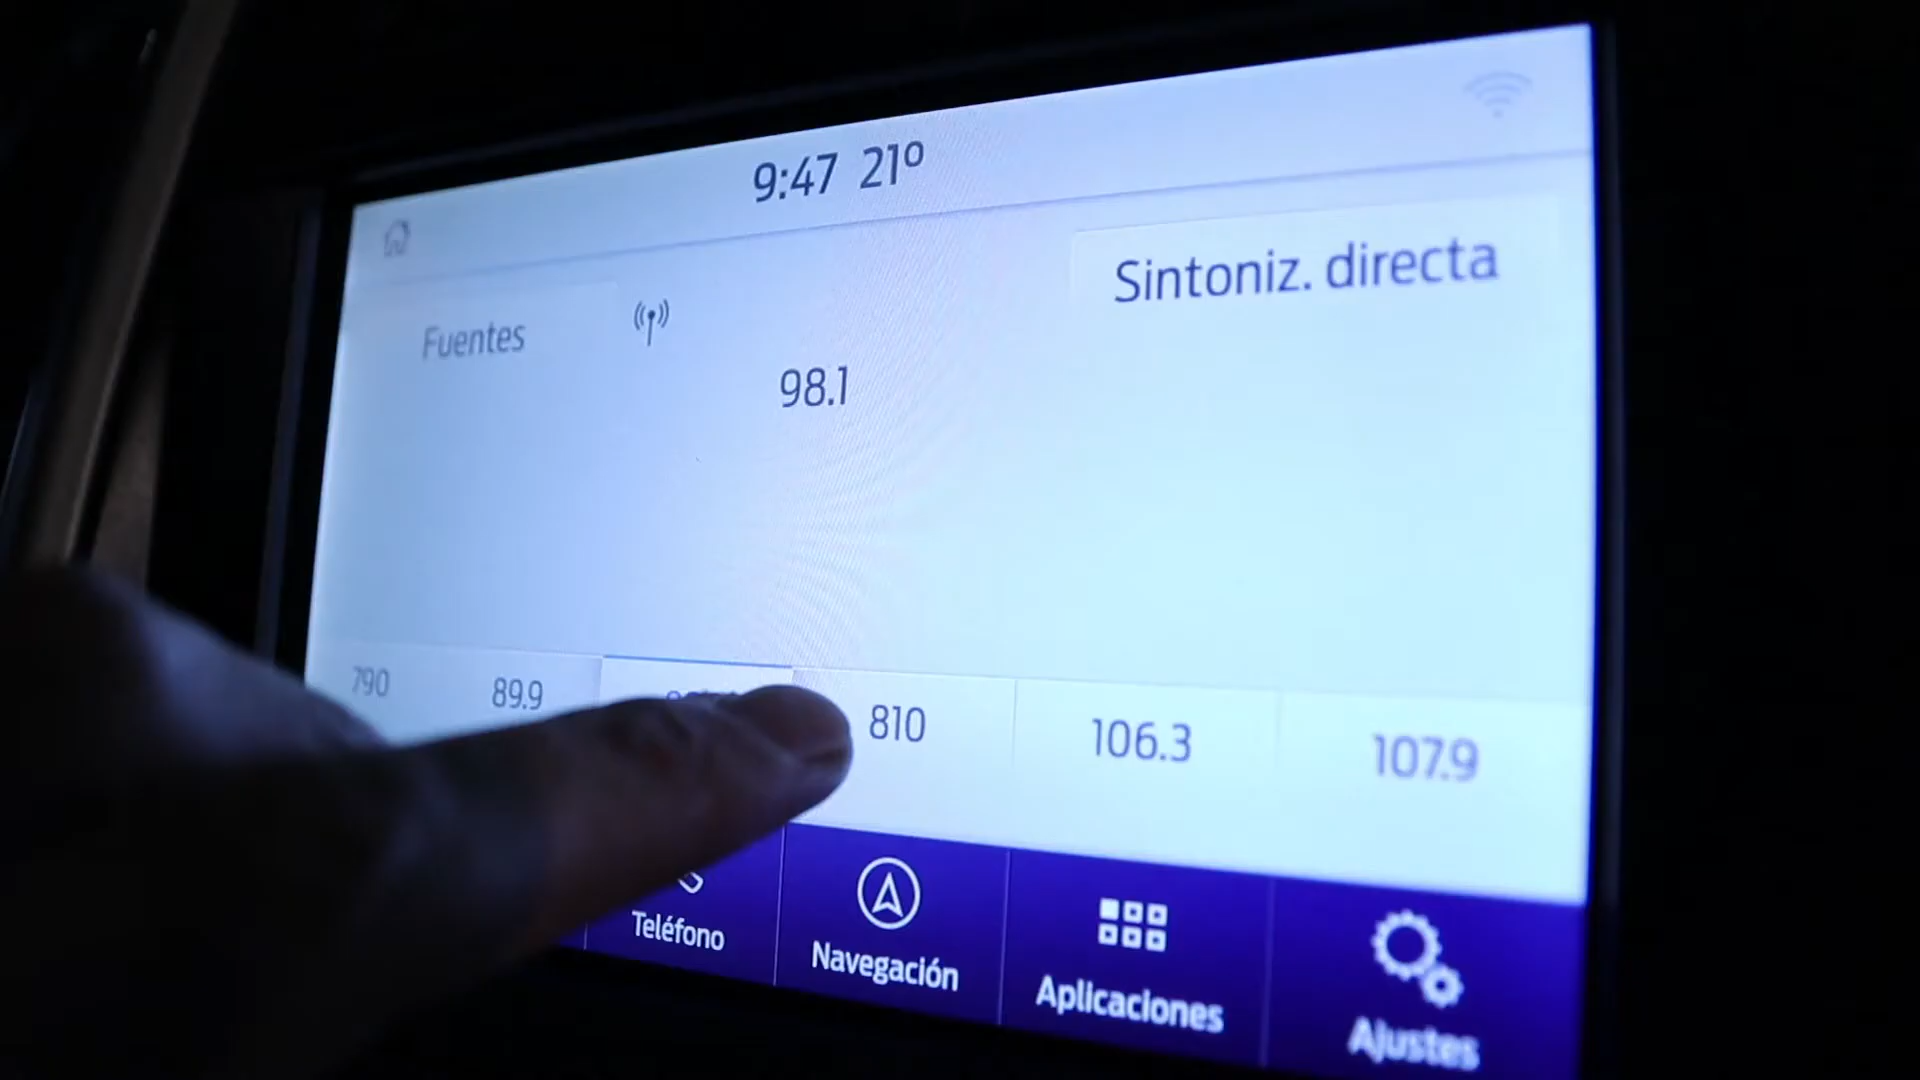 9:47 21º
Fuentes
Sintoniz. directa
98.1
790 89.9 810 106.3 107.9
Teléfono Navegación Aplicaciones Ajustes